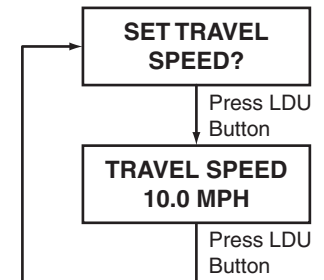 SET TRAVEL
SPEED?
Press LDU
Button
TRAVEL SPEED
10.0 MPH
Press LDU
Button